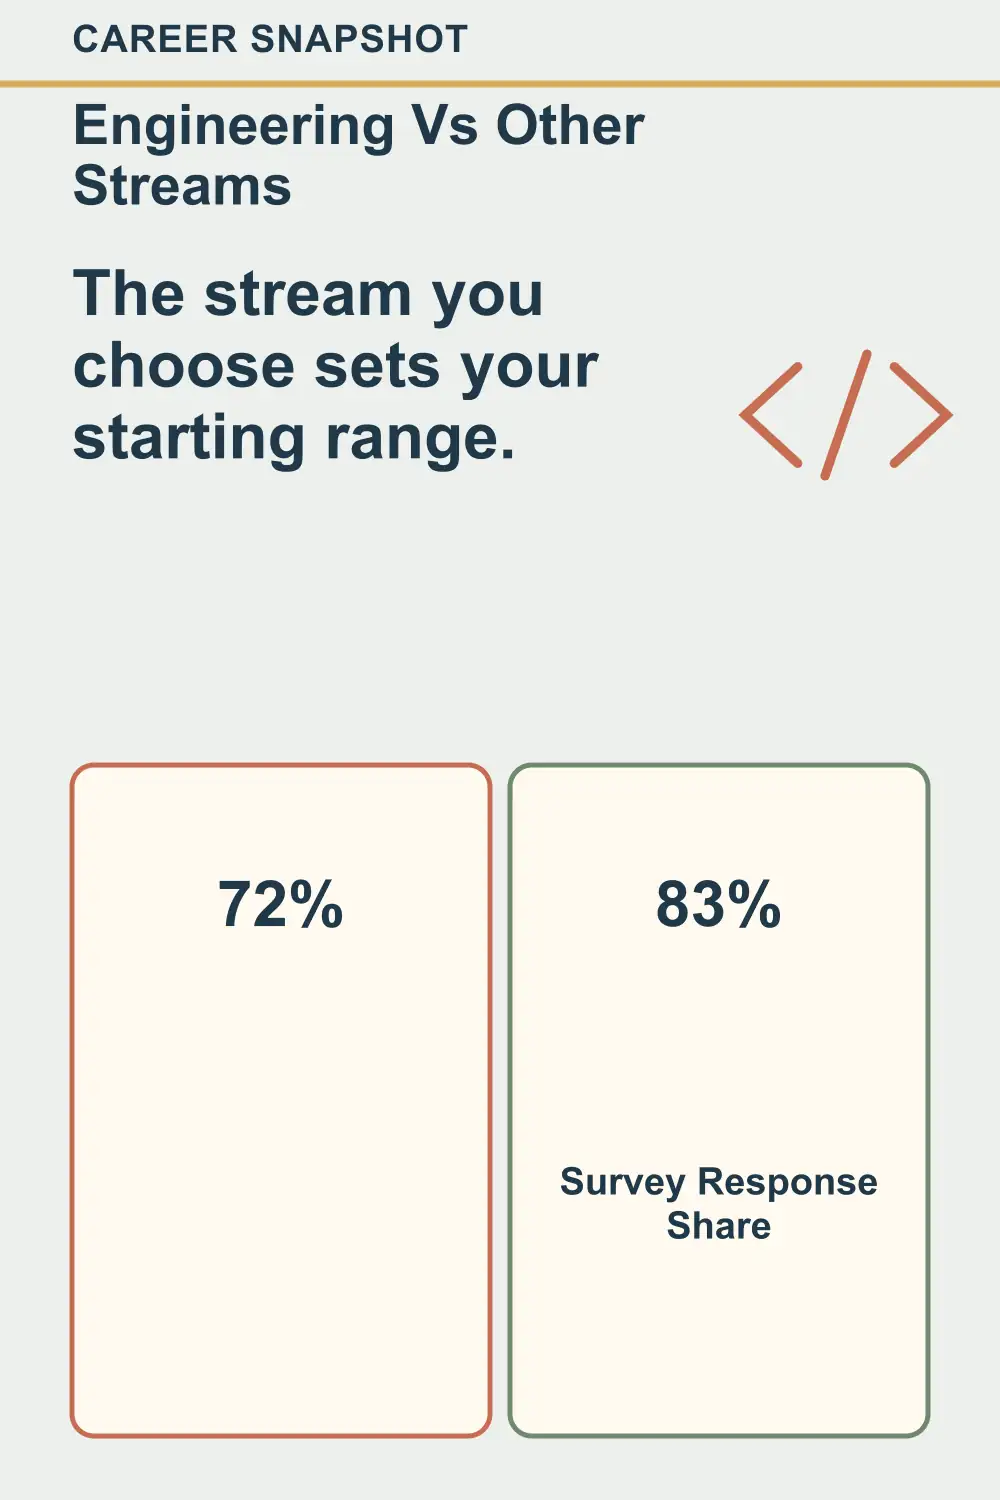 CAREER SNAPSHOT
Engineering Vs Other
Streams
The stream you
choose sets your
starting range.
72%
83%
Survey Response
Share